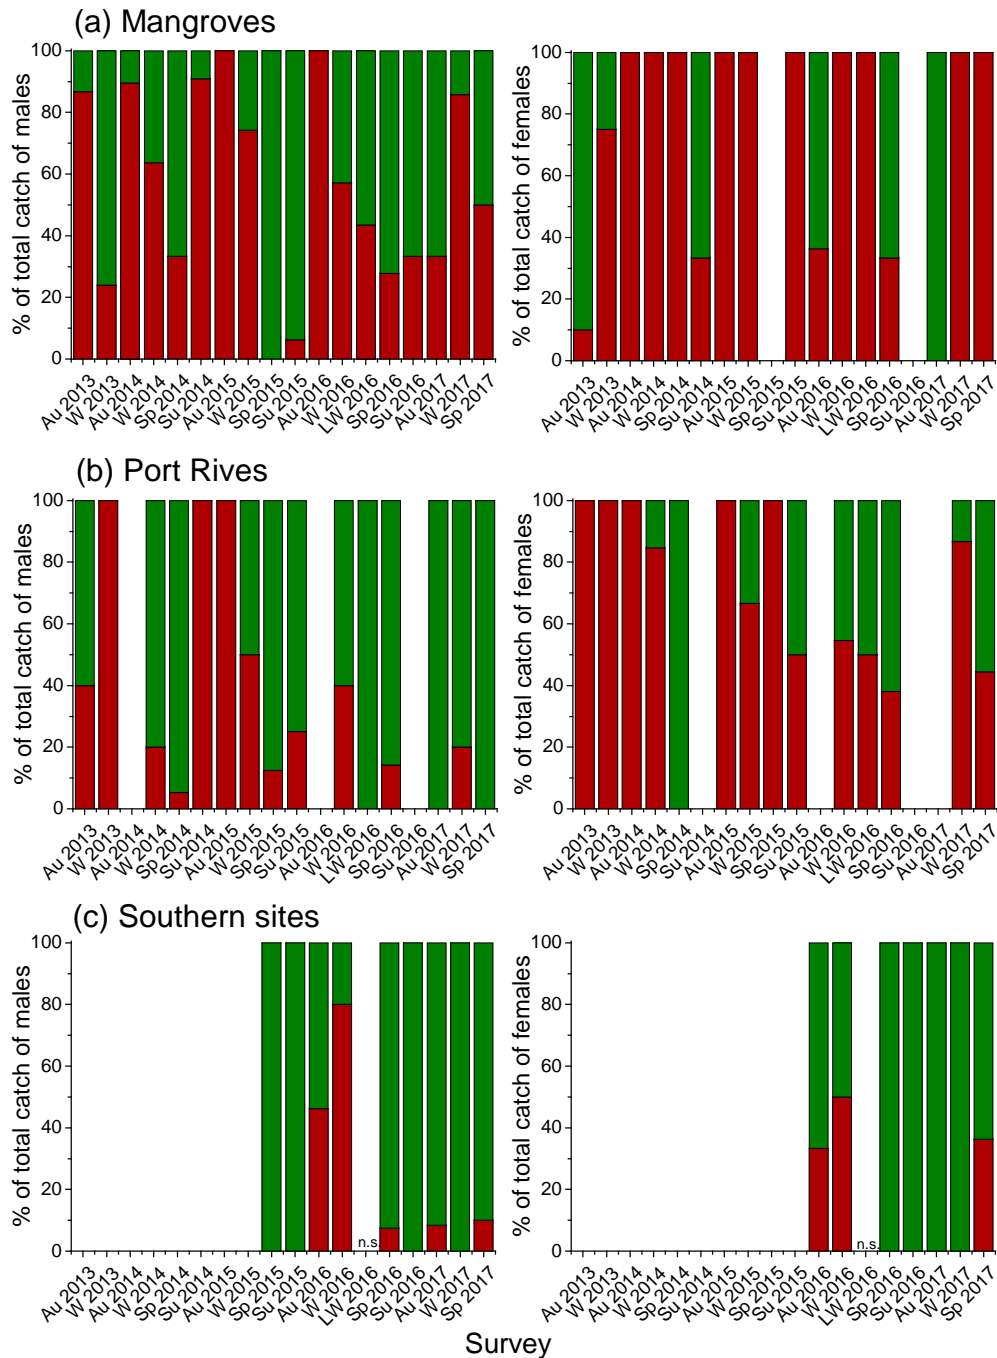 (a) Mangroves
% of total catch of males
100
80
60
40
20
0
Au 2013
W 2013
Au 2014
W 2014
Sp 2014
Su 2014
Au 2015
W 2015
Sp 2015
Su 2015
Au 2016
W 2016
LW 2016
Sp 2016
Su 2016
Au 2017
W 2017
Sp 2017
% of total catch of females
100
80
60
40
20
0
Au 2013
W 2013
Au 2014
W 2014
Sp 2014
Su 2014
Au 2015
W 2015
Sp 2015
Su 2015
Au 2016
W 2016
LW 2016
Sp 2016
Su 2016
Au 2017
W 2017
Sp 2017
(b) Port Rives
% of total catch of males
100
80
60
40
20
0
Au 2013
W 2013
Au 2014
W 2014
Sp 2014
Su 2014
Au 2015
W 2015
Sp 2015
Su 2015
Au 2016
W 2016
LW 2016
Sp 2016
Su 2016
Au 2017
W 2017
Sp 2017
% of total catch of females
100
80
60
40
20
0
Au 2013
W 2013
Au 2014
W 2014
Sp 2014
Su 2014
Au 2015
W 2015
Sp 2015
Su 2015
Au 2016
W 2016
LW 2016
Sp 2016
Su 2016
Au 2017
W 2017
Sp 2017
(c) Southern sites
% of total catch of males
100
80
60
40
20
0
n.s.
Au 2013
W 2013
Au 2014
W 2014
Sp 2014
Su 2014
Au 2015
W 2015
Sp 2015
Su 2015
Au 2016
W 2016
LW 2016
Sp 2016
Su 2016
Au 2017
W 2017
Sp 2017
% of total catch of females
100
80
60
40
20
0
n.s.
Au 2013
W 2013
Au 2014
W 2014
Sp 2014
Su 2014
Au 2015
W 2015
Sp 2015
Su 2015
Au 2016
W 2016
LW 2016
Sp 2016
Su 2016
Au 2017
W 2017
Sp 2017
Survey